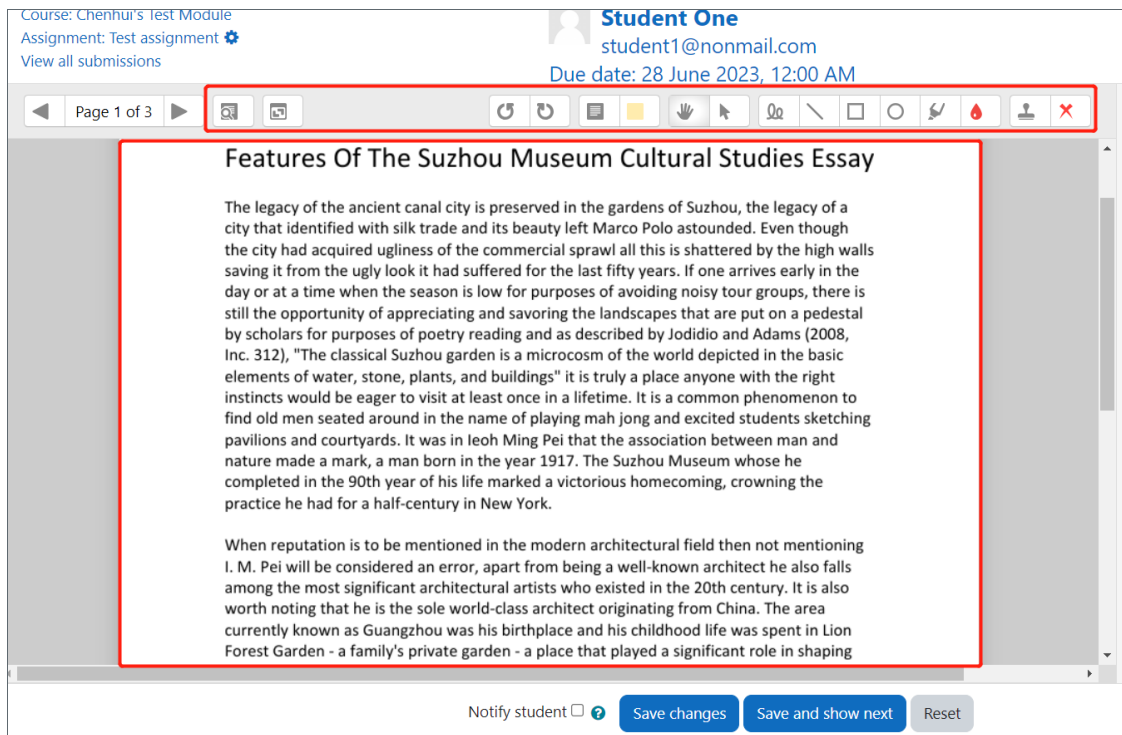 Course: Chenhui's Test Module
Assignment: Test assignment
View all submissions
Student One
student1@nonmail.com
Due date: 28 June 2023, 12:00 AM
Page 1 of 3
Features Of The Suzhou Museum Cultural Studies Essay
The legacy of the ancient canal city is preserved in the gardens of Suzhou, the legacy of a
city that identified with silk trade and its beauty left Marco Polo astounded. Even though
the city had acquired ugliness of the commercial sprawl all this is shattered by the high walls
saving it from the ugly look it had suffered for the last fifty years. If one arrives early in the
day or at a time when the season is low for purposes of avoiding noisy tour groups, there is
still the opportunity of appreciating and savoring the landscapes that are put on a pedestal
by scholars for purposes of poetry reading and as described by Jodidio and Adams (2008,
Inc. 312), "The classical Suzhou garden is a microcosm of the world depicted in the basic
elements of water, stone, plants, and buildings" it is truly a place anyone with the right
instincts would be eager to visit at least once in a lifetime. It is a common phenomenon to
find old men seated around in the name of playing mah jong and excited students sketching
pavilions and courtyards. It was in Ieoh Ming Pei that the association between man and
nature made a mark, a man born in the year 1917. The Suzhou Museum whose he
completed in the 90th year of his life marked a victorious homecoming, crowning the
practice he had for a half-century in New York.
When reputation is to be mentioned in the modern architectural field then not mentioning
I. M. Pei will be considered an error, apart from being a well-known architect he also falls
among the most significant architectural artists who existed in the 20th century. It is also
worth noting that he is the sole world-class architect originating from China. The area
currently known as Guangzhou was his birthplace and his childhood life was spent in Lion
Forest Garden - a family's private garden - a place that played a significant role in shaping
Notify student
Save changes
Save and show next
Reset